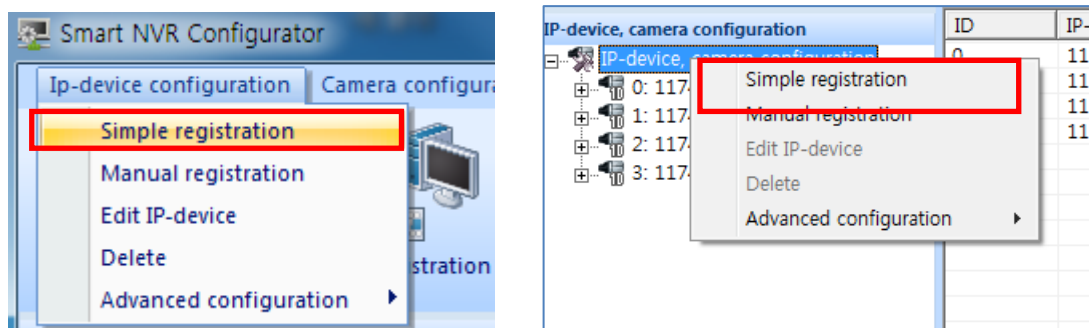 Smart NVR Configurator
Ip-device configuration
Camera
Simple registration
Manual registration
Edit IP-device
Delete
Advanced configuration
IP-device, camera configuration
ID
IP-
IP-device, camera configuration
0
11
0: 117
11
1: 117
11
2: 117
11
3: 117
Simple registration
Manual registration
Edit IP-device
Delete
Advanced configuration